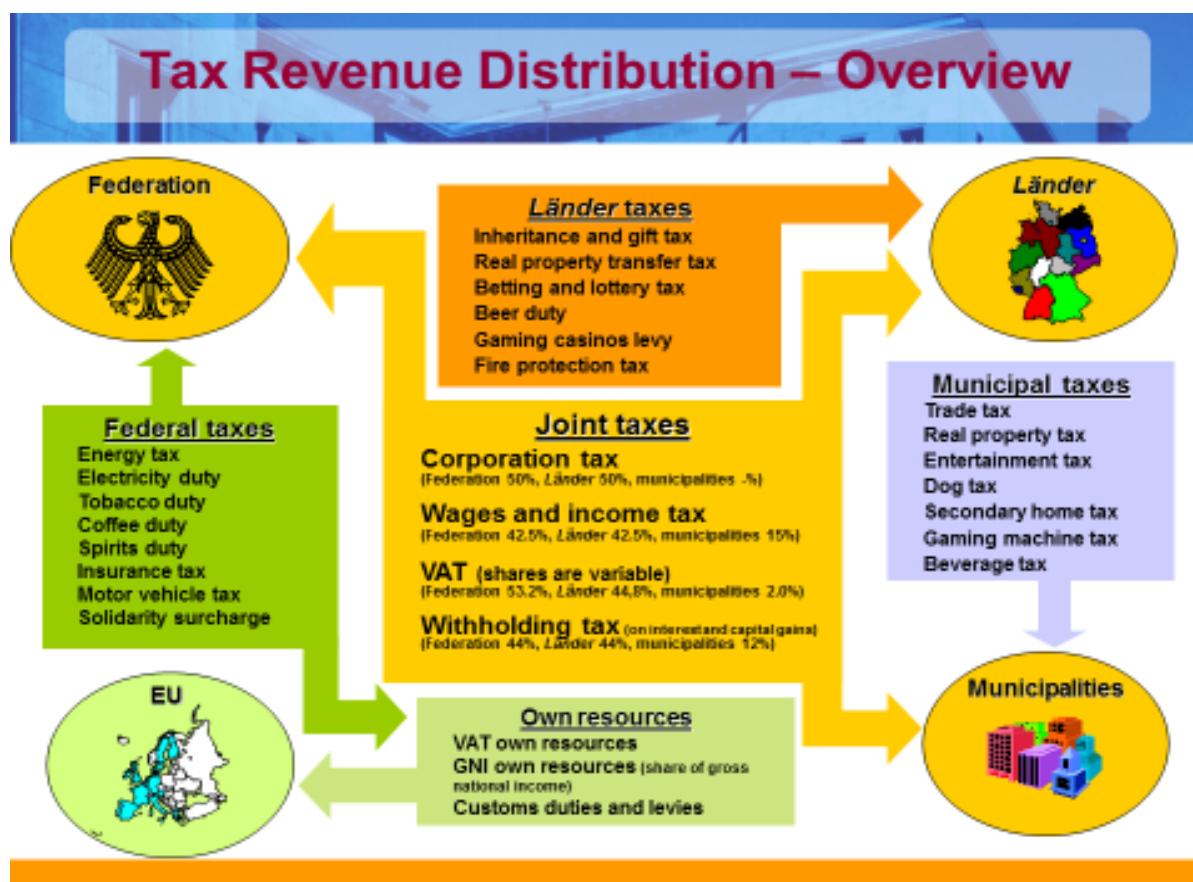 Tax Revenue Distribution – Overview
Federation
Länder
Länder taxes
Inheritance and gift tax
Real property transfer tax
Betting and lottery tax
Beer duty
Gaming casinos levy
Fire protection tax
Municipal taxes
Trade tax
Real property tax
Entertainment tax
Dog tax
Secondary home tax
Gaming machine tax
Beverage tax
Federal taxes
Energy tax
Electricity duty
Tobacco duty
Coffee duty
Spirits duty
Insurance tax
Motor vehicle tax
Solidarity surcharge
Joint taxes
Corporation tax
(Federation 50%, Länder 50%, municipalities -%)
Wages and income tax
(Federation 42.5%, Länder 42.5%, municipalities 15%)
VAT (shares are variable)
(Federation 53.2%, Länder 44,8%, municipalities 2.0%)
Withholding tax (on interest and capital gains)
(Federation 44%, Länder 44%, municipalities 12%)
EU
Own resources
VAT own resources
GNI own resources (share of gross
national income)
Customs duties and levies
Municipalities